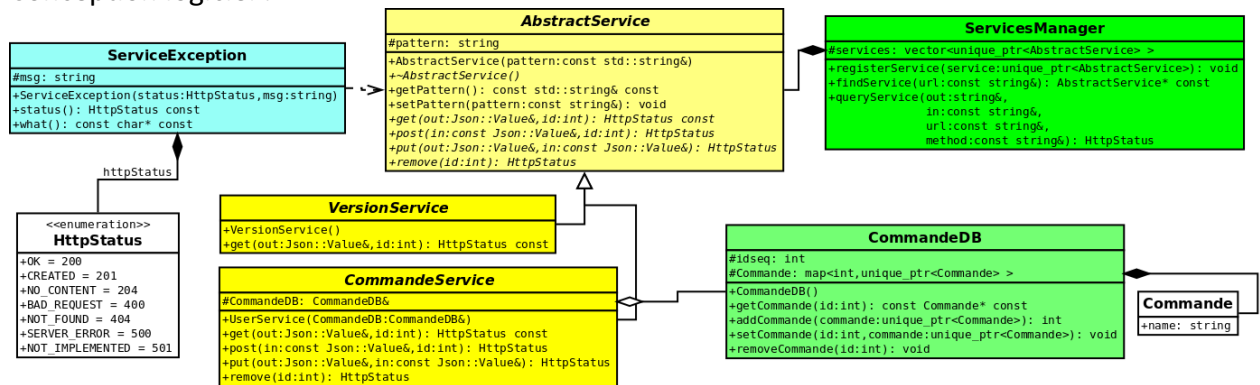 AbstractService
#pattern: string
+AbstractService(pattern:const std::string&)
+~AbstractService()
+getPattern(): const std::string& const
+setPattern(pattern:const string&): void
+get(out:Json::Value&,id:int): HttpStatus const
+post(in:const Json::Value&,id:int): HttpStatus
+put(out:Json::Value&,in:const Json::Value&): HttpStatus
+remove(id:int): HttpStatus
ServicesManager
#services: vector<unique_ptr<AbstractService> >
+registerService(service:unique_ptr<AbstractService>): void
+findService(url:const string&): AbstractService* const
+queryService(out:string&,
in:const string&,
url:const string&,
method:const string&): HttpStatus
ServiceException
#msg: string
+ServiceException(status:HttpStatus,msg:string)
+status(): HttpStatus const
+what(): const char* const
httpStatus
<<enumeration>>
HttpStatus
+OK = 200
+CREATED = 201
+NO_CONTENT = 204
+BAD_REQUEST = 400
+NOT_FOUND = 404
+SERVER_ERROR = 500
+NOT_IMPLEMENTED = 501
VersionService
+VersionService()
+get(out:Json::Value&,id:int): HttpStatus const
CommandeService
#CommandeDB: CommandeDB&
+UserService(CommandeDB:CommandeDB&)
+get(out:Json::Value&,id:int): HttpStatus const
+post(in:const Json::Value&,id:int): HttpStatus
+put(out:Json::Value&,in:const Json::Value&): HttpStatus
+remove(id:int): HttpStatus
CommandeDB
#idseq: int
#Commande: map<int,unique_ptr<Commande> >
+CommandeDB()
+getCommande(id:int): const Commande* const
+addCommande(commande:unique_ptr<Commande>): int
+setCommande(id:int,commande:unique_ptr<Commande>): void
+removeCommande(id:int): void
Commande
+name: string